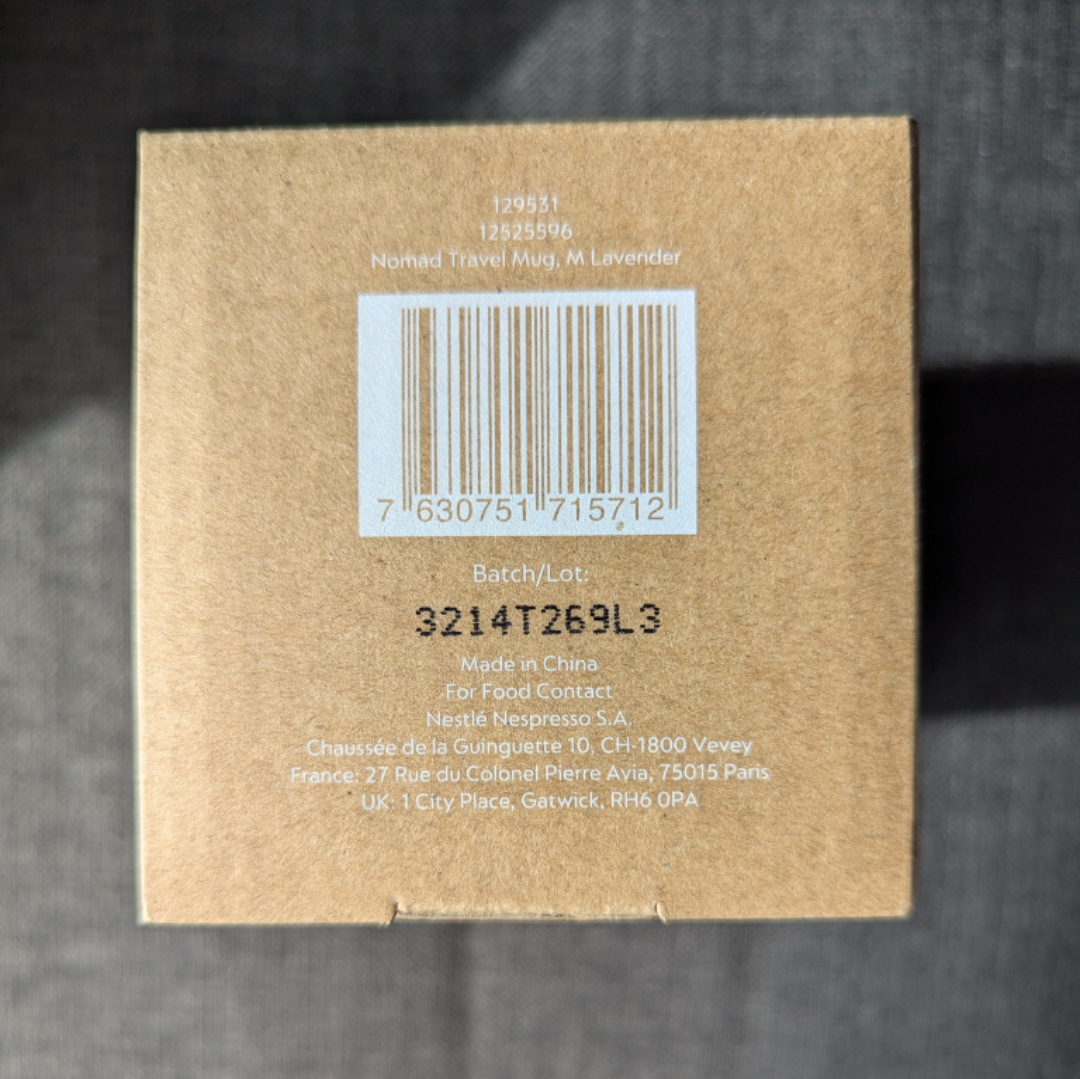 129531
12525596
Nomad Travel Mug, M Lavender
7 630751 715712
Batch/Lot:
3214T269L3
Made in China
For Food Contact
Nestlé Nespresso S.A.
Chaussée de la Guinguette 10, CH-1800 Vevey
France: 27 Rue du Colonel Pierre Avia, 75015 Paris
UK: 1 City Place, Gatwick, RH6 0PA